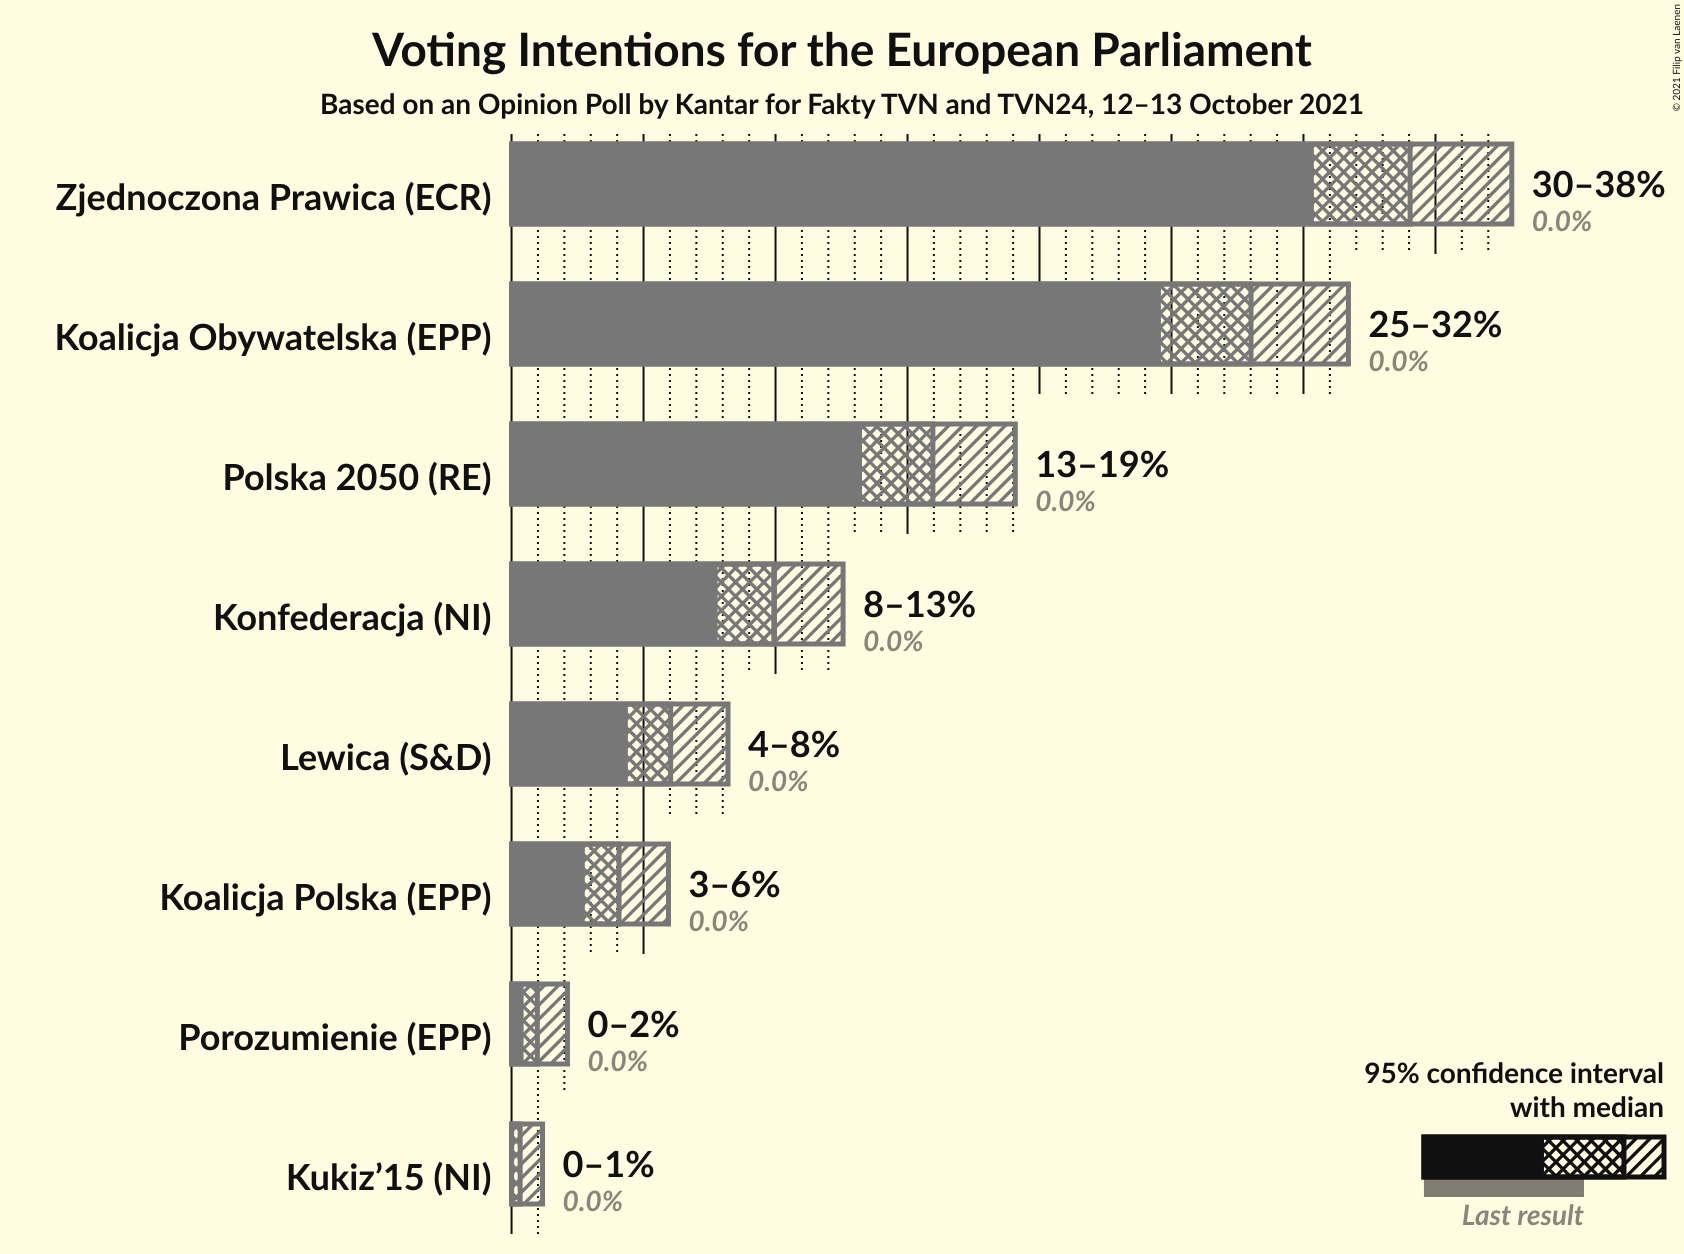 Voting Intentions for the European Parliament
Based on an Opinion Poll by Kantar for Fakty TVN and TVN24, 12–13 October 2021
© 2021 Filip van Laenen
Zjednoczona Prawica (ECR)
30–38%
0.0%
Koalicja Obywatelska (EPP)
25–32%
0.0%
Polska 2050 (RE)
13–19%
0.0%
Konfederacja (NI)
8–13%
0.0%
Lewica (S&D)
4–8%
0.0%
Koalicja Polska (EPP)
3–6%
0.0%
Porozumienie (EPP)
0–2%
0.0%
Kukiz’15 (NI)
0–1%
0.0%
95% confidence interval
with median
Last result